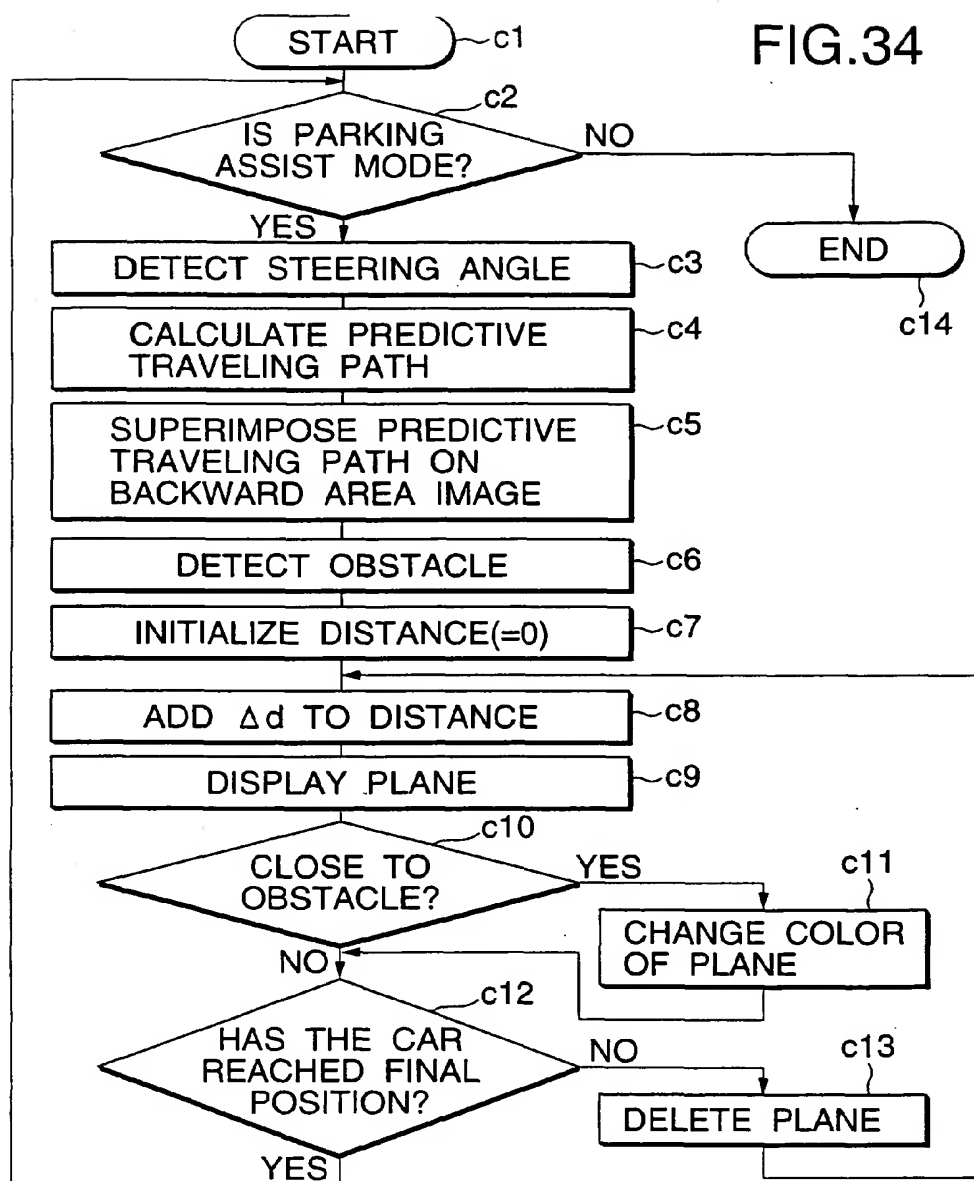 FIG.34
START
c1
c2
IS PARKING
ASSIST MODE?
NO
YES
END
c14
DETECT STEERING ANGLE
c3
CALCULATE PREDICTIVE
TRAVELING PATH
c4
SUPERIMPOSE PREDICTIVE
TRAVELING PATH ON
BACKWARD AREA IMAGE
c5
DETECT OBSTACLE
c6
INITIALIZE DISTANCE(=0)
c7
ADD Δd TO DISTANCE
c8
DISPLAY PLANE
c9
c10
CLOSE TO
OBSTACLE?
YES
c11
CHANGE COLOR
OF PLANE
NO
c12
HAS THE CAR
REACHED FINAL
POSITION?
NO
c13
DELETE PLANE
YES